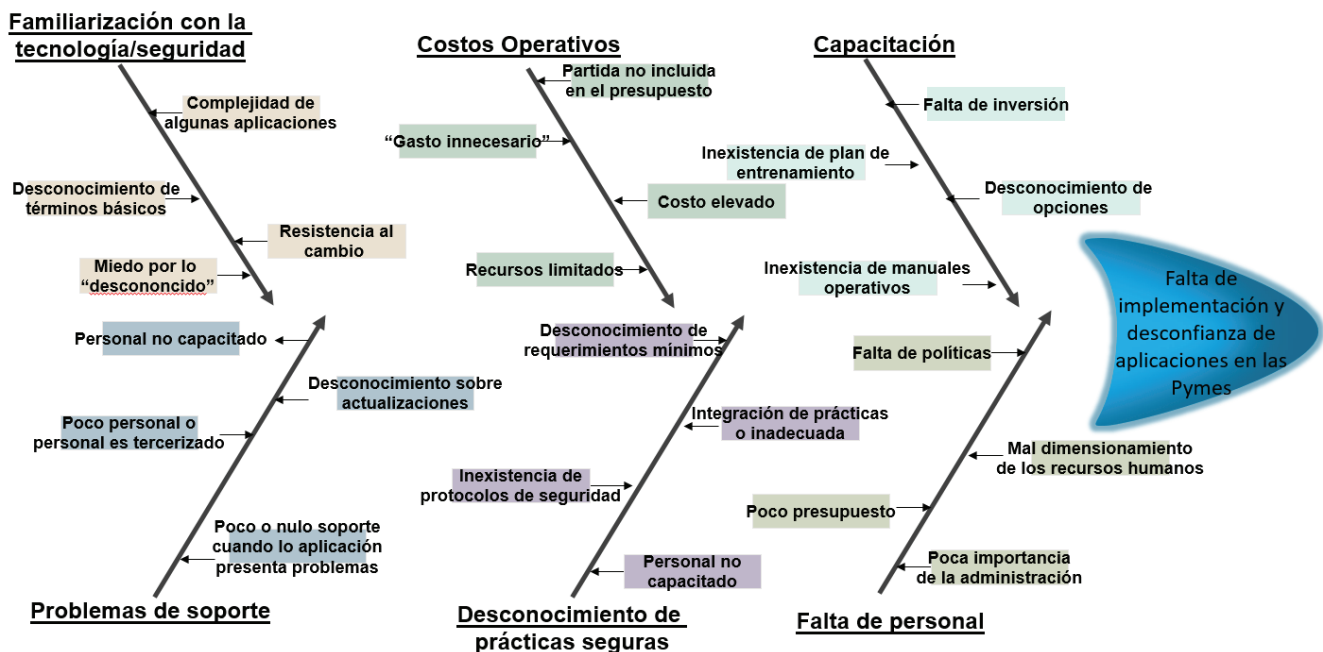 Familiarización con la
tecnología/seguridad
Complejidad de
algunas aplicaciones
Desconocimiento de
términos básicos
Resistencia al
cambio
Miedo por lo
“desononcido”
Costos Operativos
Partida no incluida
en el presupuesto
“Gasto innecesario”
Costo elevado
Recursos limitados
Capacitación
Falta de inversión
Inexistencia de plan de
entrenamiento
Desconocimiento de
opciones
Inexistencia de manuales
operativos
Falta de
implementación y
desconfianza de
aplicaciones en las
Pymes
Personal no capacitado
Desconocimiento sobre
actualizaciones
Poco personal o
personal es tercerizado
Poco o nulo soporte
cuando lo aplicación
presenta problemas
Problemas de soporte
Desconocimiento de
requerimientos mínimos
Integración de prácticas
o inadecuada
Inexistencia de
protocolos de seguridad
Personal no
capacitado
Desconocimiento de
prácticas seguras
Falta de políticas
Mal dimensionamiento
de los recursos humanos
Poco presupuesto
Poca importancia
de la administración
Falta de personal